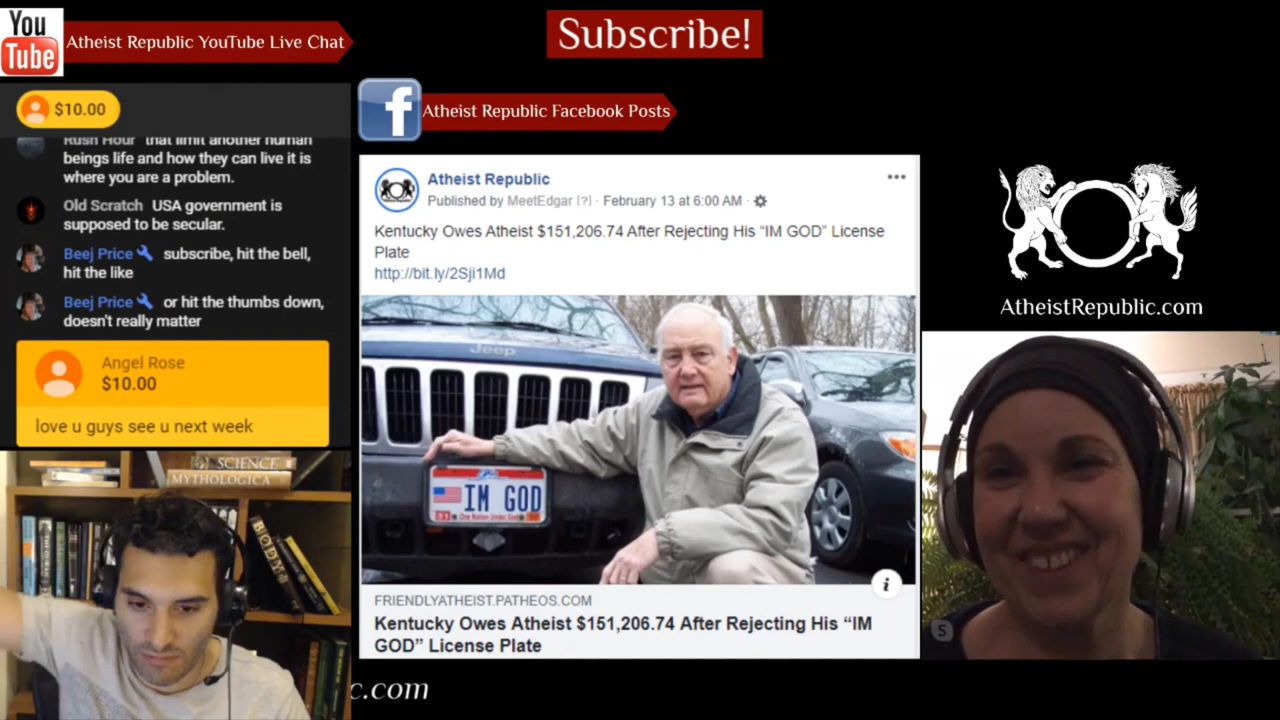 You
Tube
Atheist Republic YouTube Live Chat
Subscribe!
$10.00
Rush Hour that limit another human
beings life and how they can live it is
where you are a problem.
Old Scratch USA government is
supposed to be secular.
Beej Price subscribe, hit the bell,
hit the like
Beej Price or hit the thumbs down,
doesn't really matter
Angel Rose
$10.00
love u guys see u next week
SCIENCE
MYTHOLOGICA
BODY
f
Atheist Republic Facebook Posts
Atheist Republic
Published by MeetEdgar [?] · February 13 at 6:00 AM ·
Kentucky Owes Atheist $151,206.74 After Rejecting His “IM GOD” License
Plate
http://bit.ly/2Sji1Md
Jeep
IM GOD
One Nation Under God
i
FRIENDLYATHEIST.PATHEOS.COM
Kentucky Owes Atheist $151,206.74 After Rejecting His “IM
GOD” License Plate
c.com
AtheistRepublic.com
S